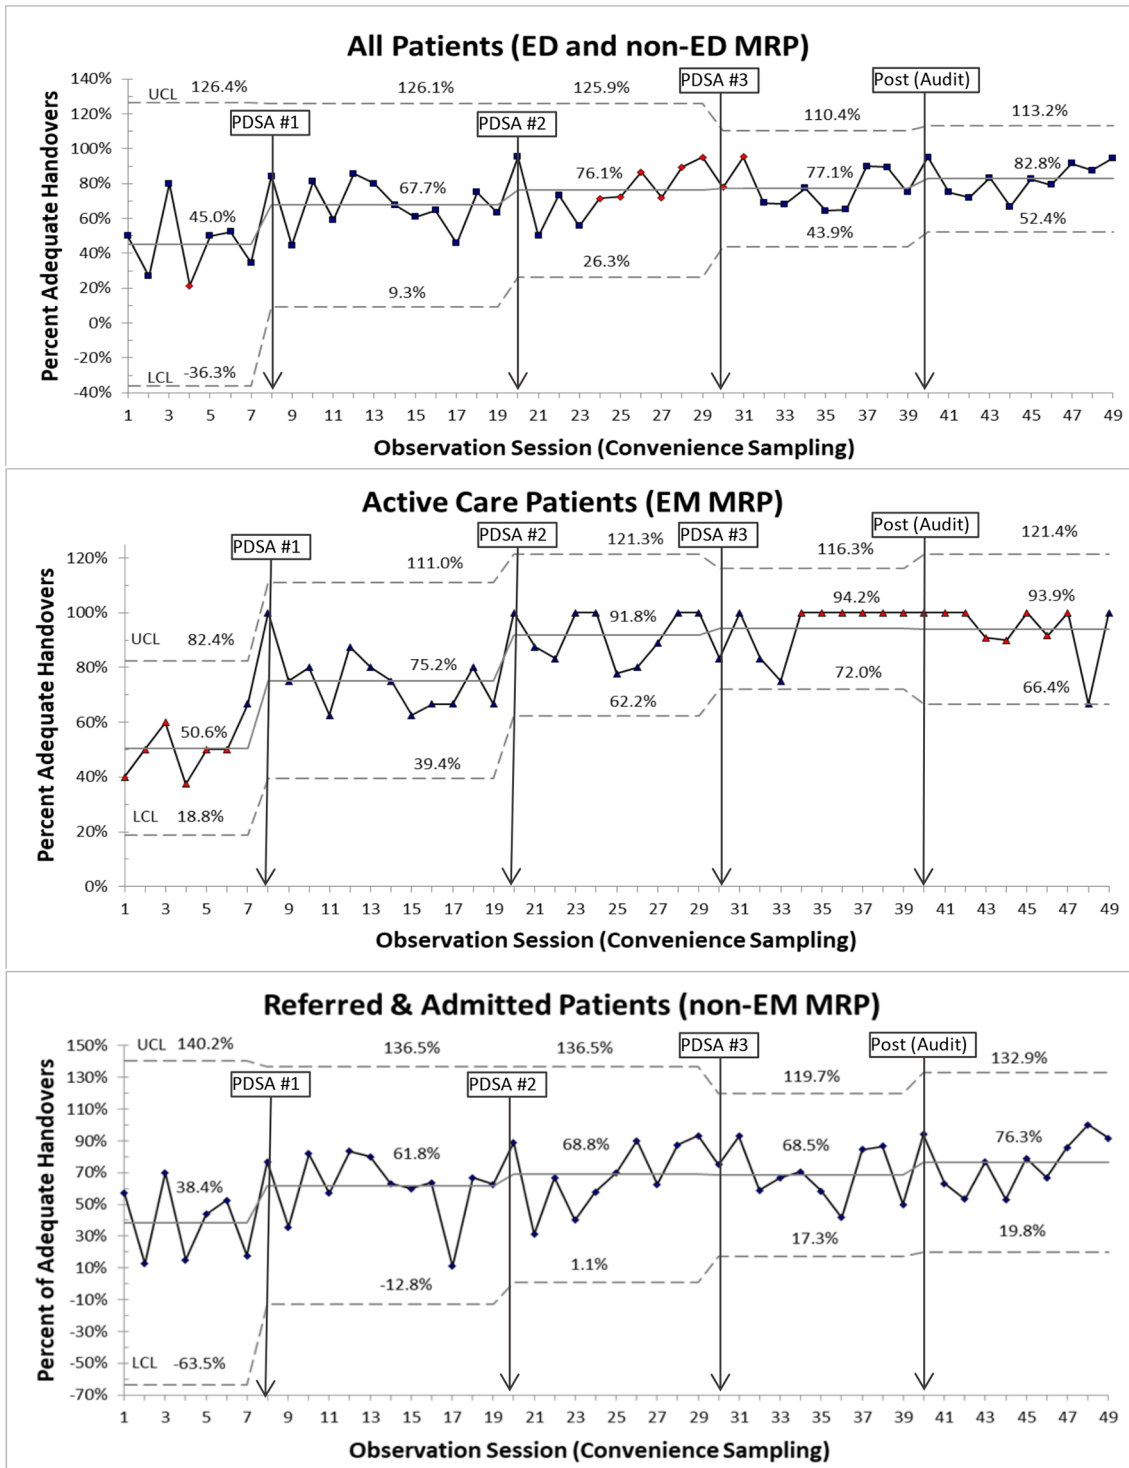 All Patients (ED and non-ED MRP)
Percent Adequate Handovers
140%
120%
100%
80%
60%
40%
20%
0%
-20%
-40%
UCL 126.4% 126.1% 125.9% 110.4% 113.2%
PDSA #1
PDSA #2
PDSA #3
Post (Audit)
45.0% 67.7% 76.1% 77.1% 82.8%
LCL -36.3% 9.3% 26.3% 43.9% 52.4%
1 3 5 7 9 11 13 15 17 19 21 23 25 27 29 31 33 35 37 39 41 43 45 47 49
Observation Session (Convenience Sampling)
Active Care Patients (EM MRP)
Percent Adequate Handovers
120%
100%
80%
60%
40%
20%
0%
PDSA #1
PDSA #2
PDSA #3
Post (Audit)
UCL 82.4% 111.0% 121.3% 116.3% 121.4%
50.6% 75.2% 91.8% 94.2% 93.9%
LCL 18.8% 39.4% 62.2% 72.0% 66.4%
1 3 5 7 9 11 13 15 17 19 21 23 25 27 29 31 33 35 37 39 41 43 45 47 49
Observation Session (Convenience Sampling)
Referred & Admitted Patients (non-EM MRP)
Percent of Adequate Handovers
150%
130%
110%
90%
70%
50%
30%
10%
-10%
-30%
-50%
-70%
UCL 140.2% 136.5% 136.5% 119.7% 132.9%
PDSA #1
PDSA #2
PDSA #3
Post (Audit)
38.4% 61.8% 68.8% 68.5% 76.3%
LCL -63.5% -12.8% 1.1% 17.3% 19.8%
1 3 5 7 9 11 13 15 17 19 21 23 25 27 29 31 33 35 37 39 41 43 45 47 49
Observation Session (Convenience Sampling)